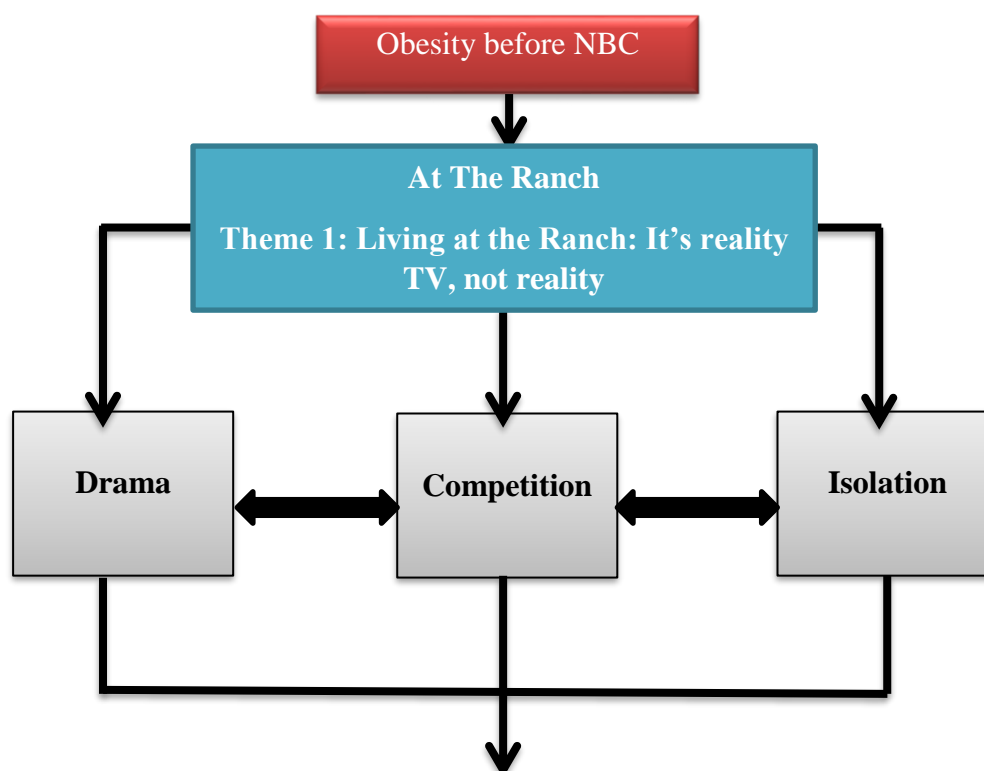 Obesity before NBC
At The Ranch
Theme 1: Living at the Ranch: It’s reality
TV, not reality
Drama
Competition
Isolation